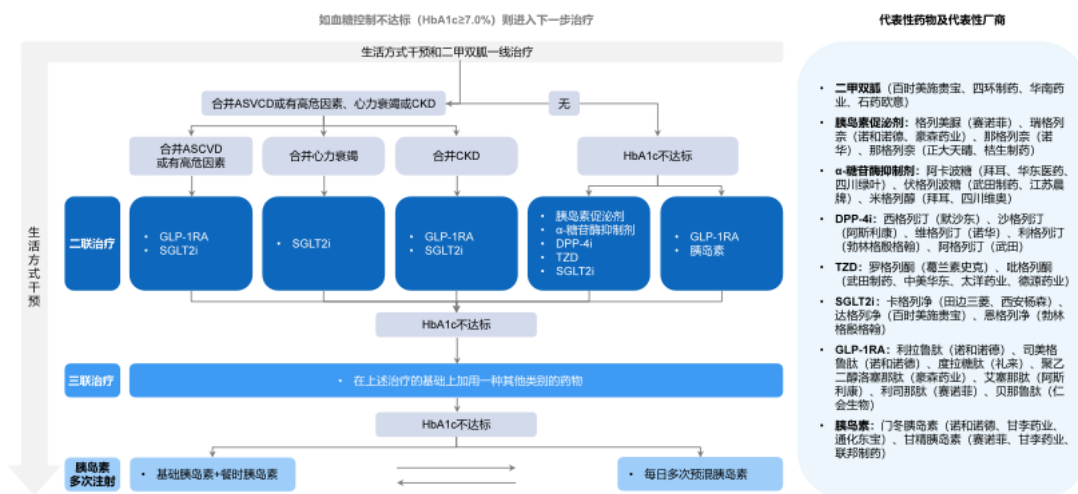 如血糖控制不达标（HbA1c≥7.0%）则进入下一步治疗
生活方式干预和二甲双胍一线治疗
合并ASVCD或有高危因素、心力衰竭或CKD
无
合并ASCVD
或有高危因素
合并心力衰竭
合并CKD
HbA1c不达标
生活方式干预
二联治疗
• GLP-1RA
• SGLT2i
• SGLT2i
• GLP-1RA
• SGLT2i
• 胰岛素促泌剂
• α-糖苷酶抑制剂
• DPP-4i
• TZD
• SGLT2i
• GLP-1RA
• 胰岛素
HbA1c不达标
三联治疗
• 在上述治疗的基础上加用一种其他类别的药物
HbA1c不达标
胰岛素
多次注射
• 基础胰岛素+餐时胰岛素
• 每日多次预混胰岛素
代表性药物及代表性厂商
• 二甲双胍（百时美施贵宝、四环制药、华南药
业、石药欧意）
• 胰岛素促泌剂：格列美脲（赛诺菲）、瑞格列
奈（诺和诺德、豪森药业）、那格列奈（诺
华）、那格列奈（正大天晴、桔生制药）
• α-糖苷酶抑制剂：阿卡波糖（拜耳、华东医药、
四川绿叶）、伏格列波糖（武田制药、江苏晨
牌）、米格列醇（拜耳、四川维奥）
• DPP-4i：西格列汀（默沙东）、沙格列汀
（阿斯利康）、维格列汀（诺华）、利格列汀
（勃林格殷格翰）、阿格列汀（武田）
• TZD：罗格列酮（葛兰素史克）、吡格列酮
（武田制药、中美华东、太洋药业、德源药业）
• SGLT2i：卡格列净（田边三菱、西安杨森）、
达格列净（百时美施贵宝）、恩格列净（勃林
格殷格翰）
• GLP-1RA：利拉鲁肽（诺和诺德）、司美格
鲁肽（诺和诺德）、度拉糖肽（礼来）、聚乙
二醇洛塞那肽（豪森药业）、艾塞那肽（阿斯
利康）、利司那肽（赛诺菲）、贝那鲁肽（仁
会生物）
• 胰岛素：门冬胰岛素（诺和诺德、甘李药业、
通化东宝）、甘精胰岛素（赛诺菲、甘李药业、
联邦制药）